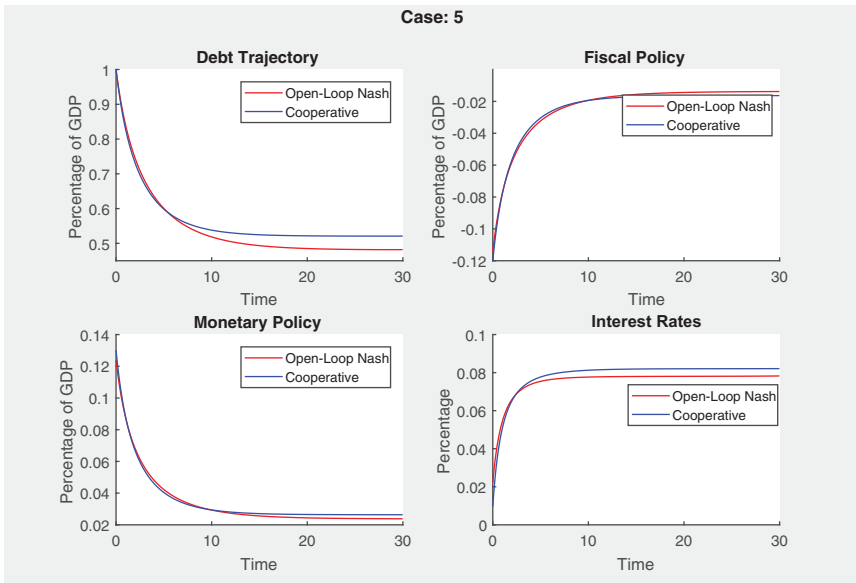 Case: 5
Debt Trajectory
Percentage of GDP
1
0.9
0.8
0.7
0.6
0.5
0
10
20
30
Time
Open-Loop Nash
Cooperative
Fiscal Policy
Percentage of GDP
-0.02
-0.04
-0.06
-0.08
-0.1
-0.12
0
10
20
30
Time
Open-Loop Nash
Cooperative
Monetary Policy
Percentage of GDP
0.14
0.12
0.1
0.08
0.06
0.04
0.02
0
10
20
30
Time
Open-Loop Nash
Cooperative
Interest Rates
Percentage
0.1
0.08
0.06
0.04
0.02
0
0
10
20
30
Time
Open-Loop Nash
Cooperative